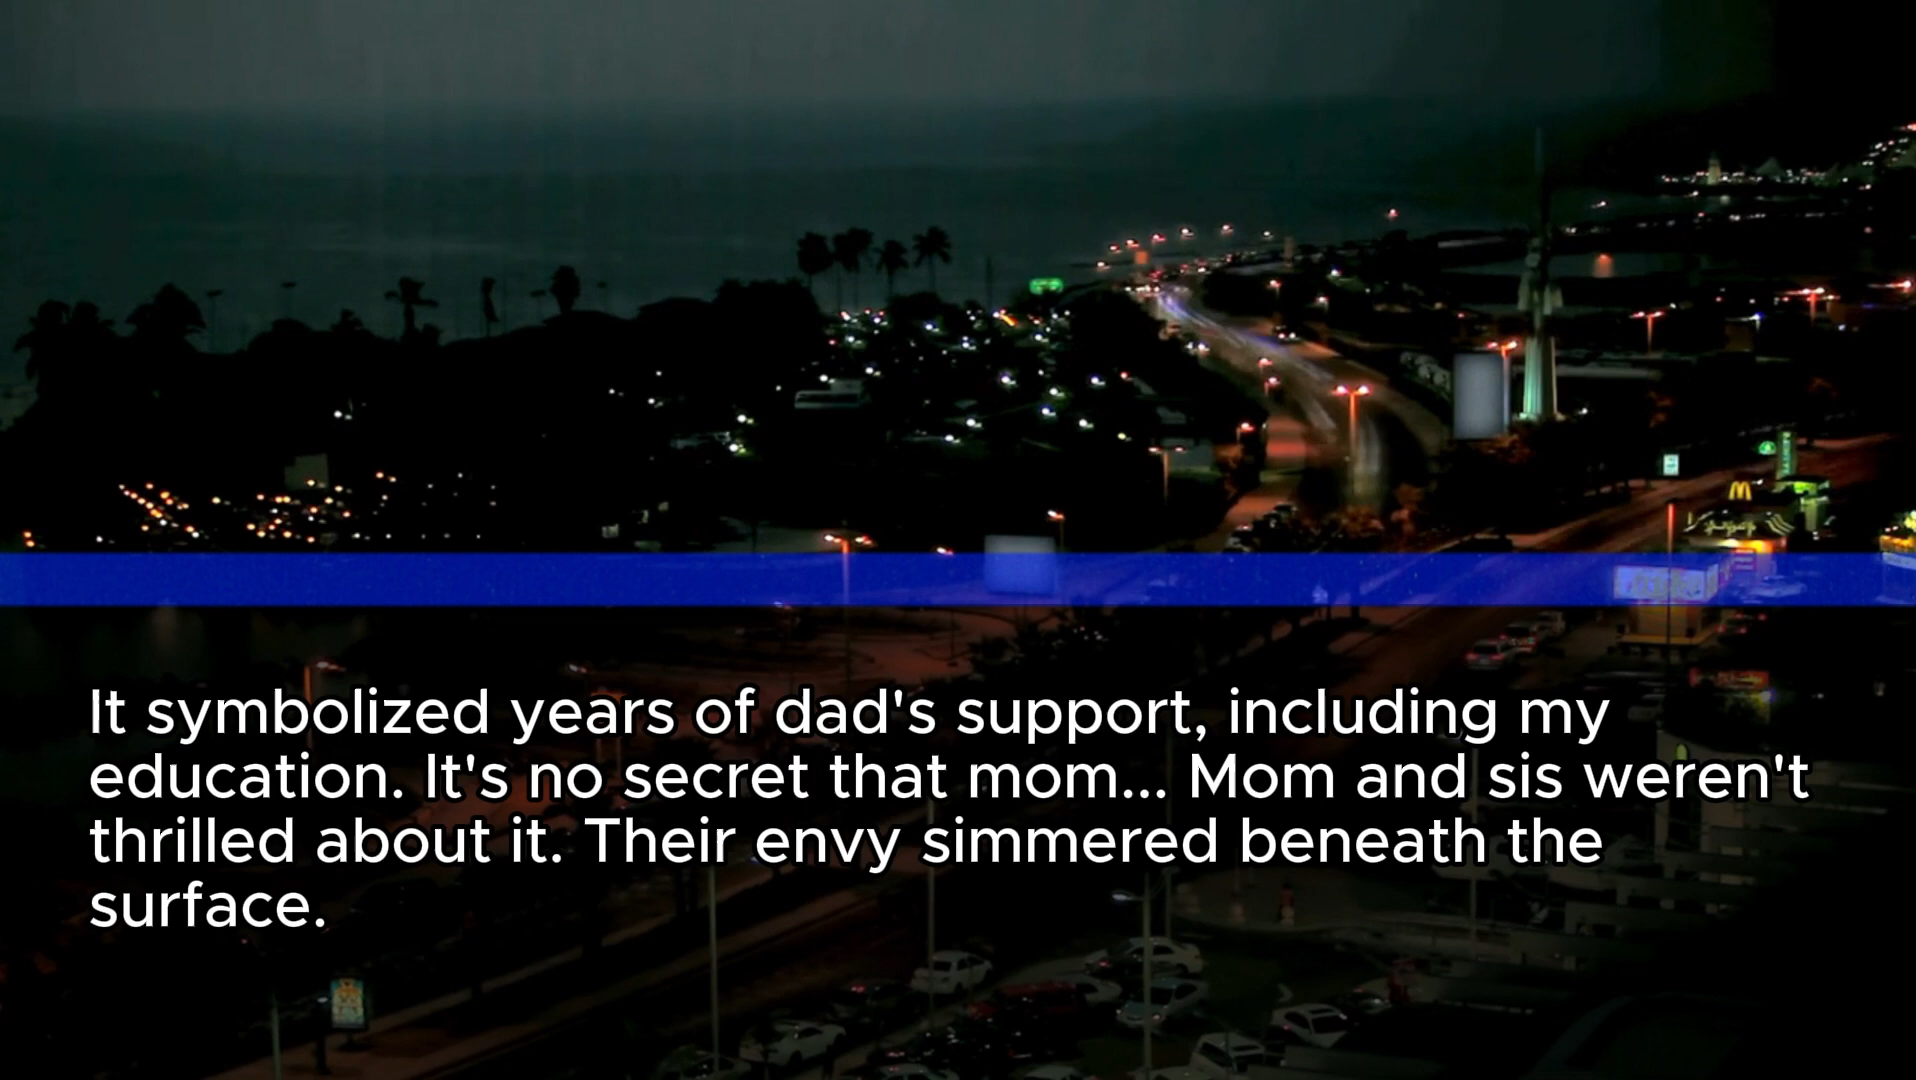 It symbolized years of dad's support, including my
education. It's no secret that mom... Mom and sis weren't
thrilled about it. Their envy simmered beneath the
surface.